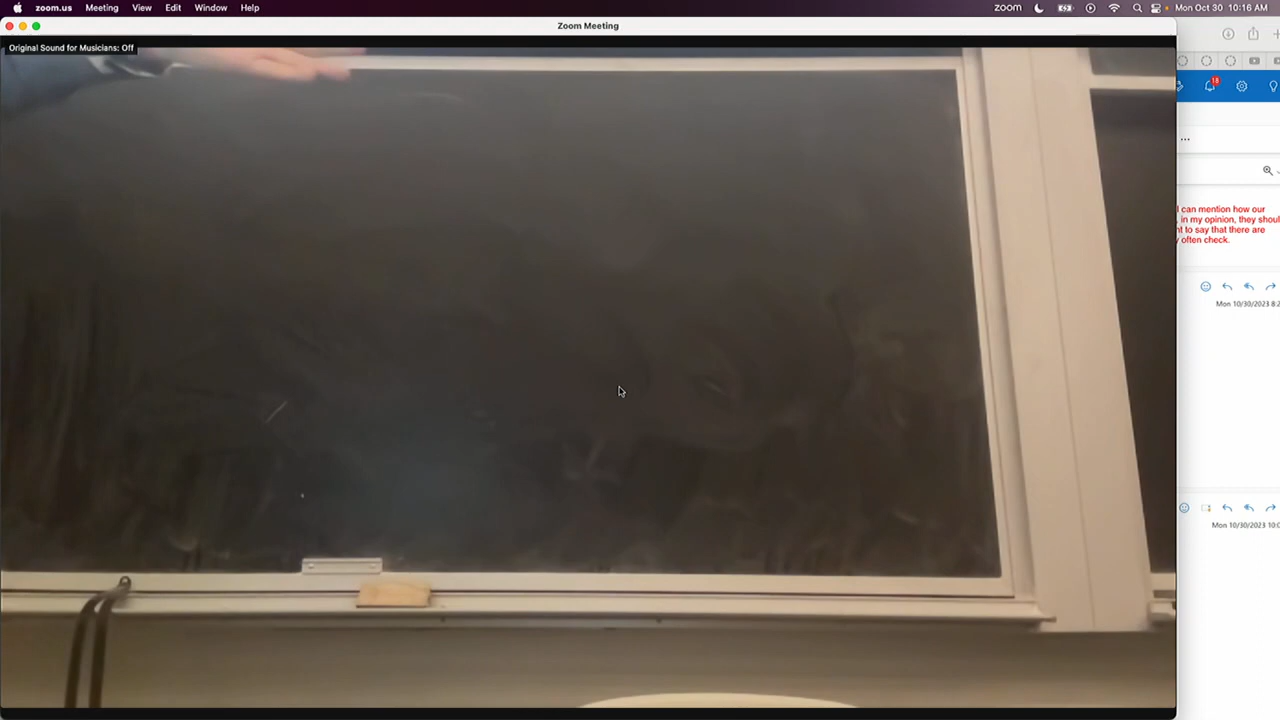 zoom.us Meeting View Edit Window Help
zoom Mon Oct 30 10:16 AM
Zoom Meeting
Original Sound for Musicians: Off
18
I can mention how our
, in my opinion, they shoul
nt to say that there are
y often check.
Mon 10/30/2023 8:2
Mon 10/30/2023 10:0